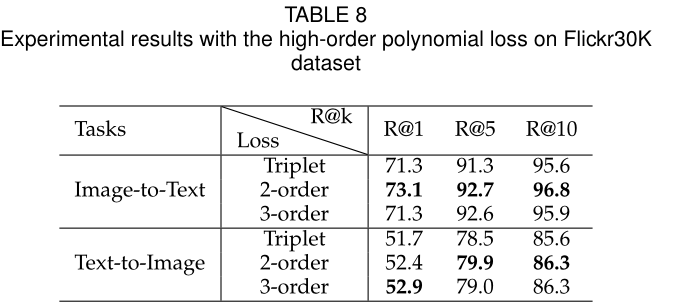 TABLE 8
Experimental results with the high-order polynomial loss on Flickr30K
dataset
Tasks Loss R@k R@1 R@5 R@10
Image-to-Text Triplet 71.3 91.3 95.6
2-order 73.1 92.7 96.8
3-order 71.3 92.6 95.9
Text-to-Image Triplet 51.7 78.5 85.6
2-order 52.4 79.9 86.3
3-order 52.9 79.0 86.3